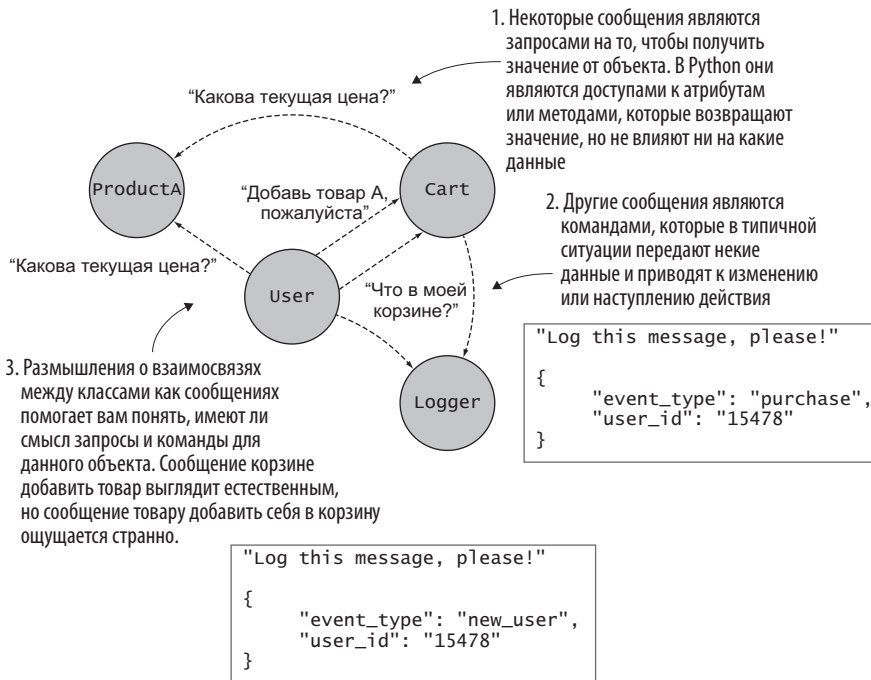 1. Некоторые сообщения являются
запросами на то, чтобы получить
значение от объекта. В Python они
являются доступами к атрибутам
или методами, которые возвращают
значение, но не влияют ни на какие
данные
“Какова текущая цена?”
ProductA
“Добавь товар A,
пожалуйста”
Cart
2. Другие сообщения являются
командами, которые в типичной
ситуации передают некие
данные и приводят к изменению
или наступлению действия
“Какова текущая цена?”
User
“Что в моей
корзине?”
"Log this message, please!"
{
"event_type": "purchase",
"user_id": "15478"
}
3. Размышления о взаимосвязях
между классами как сообщениях
помогает вам понять, имеют ли
смысл запросы и команды для
данного объекта. Сообщение корзине
добавить товар выглядит естественным,
но сообщение товару добавить себя в корзину
ощущается странно.
Logger
"Log this message, please!"
{
"event_type": "new_user",
"user_id": "15478"
}